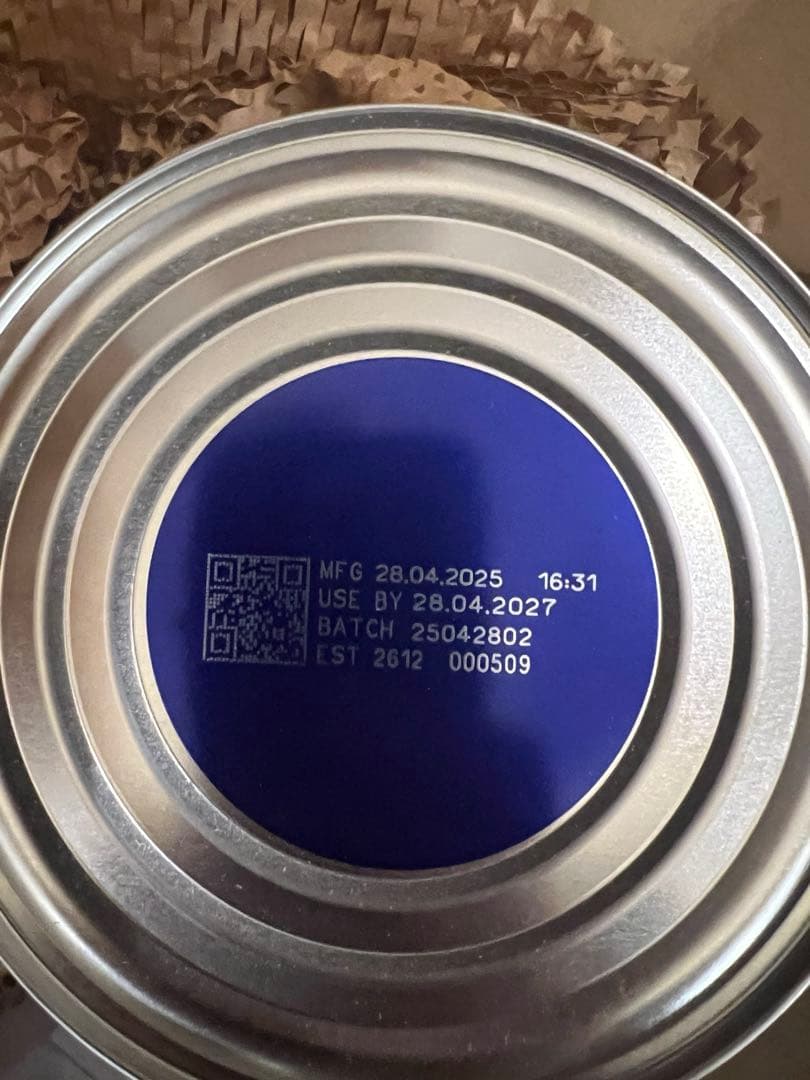 MFG 28.04.2025 16:31
USE BY 28.04.2027
BATCH 25042802
EST 2612 000509